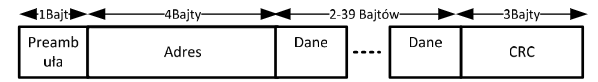 1Bajt 4Bajty 2-39 Bajtów 3Bajty
Preamb
uła Adres Dane Dane CRC